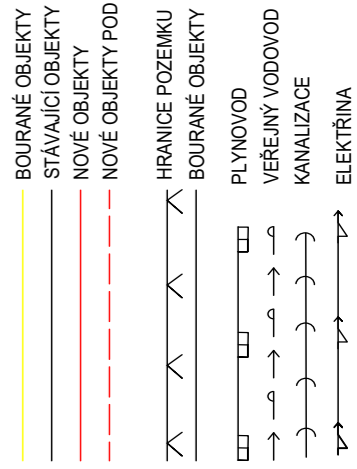 BOURANÉ OBJEKTY
STÁVAJÍCÍ OBJEKTY
NOVÉ OBJEKTY
NOVÉ OBJEKTY POD
HRANICE POZEMKU
BOURANÉ OBJEKTY
PLYNOVOD
VEŘEJNÝ VODOVOD
KANALIZACE
ELEKTŘINA